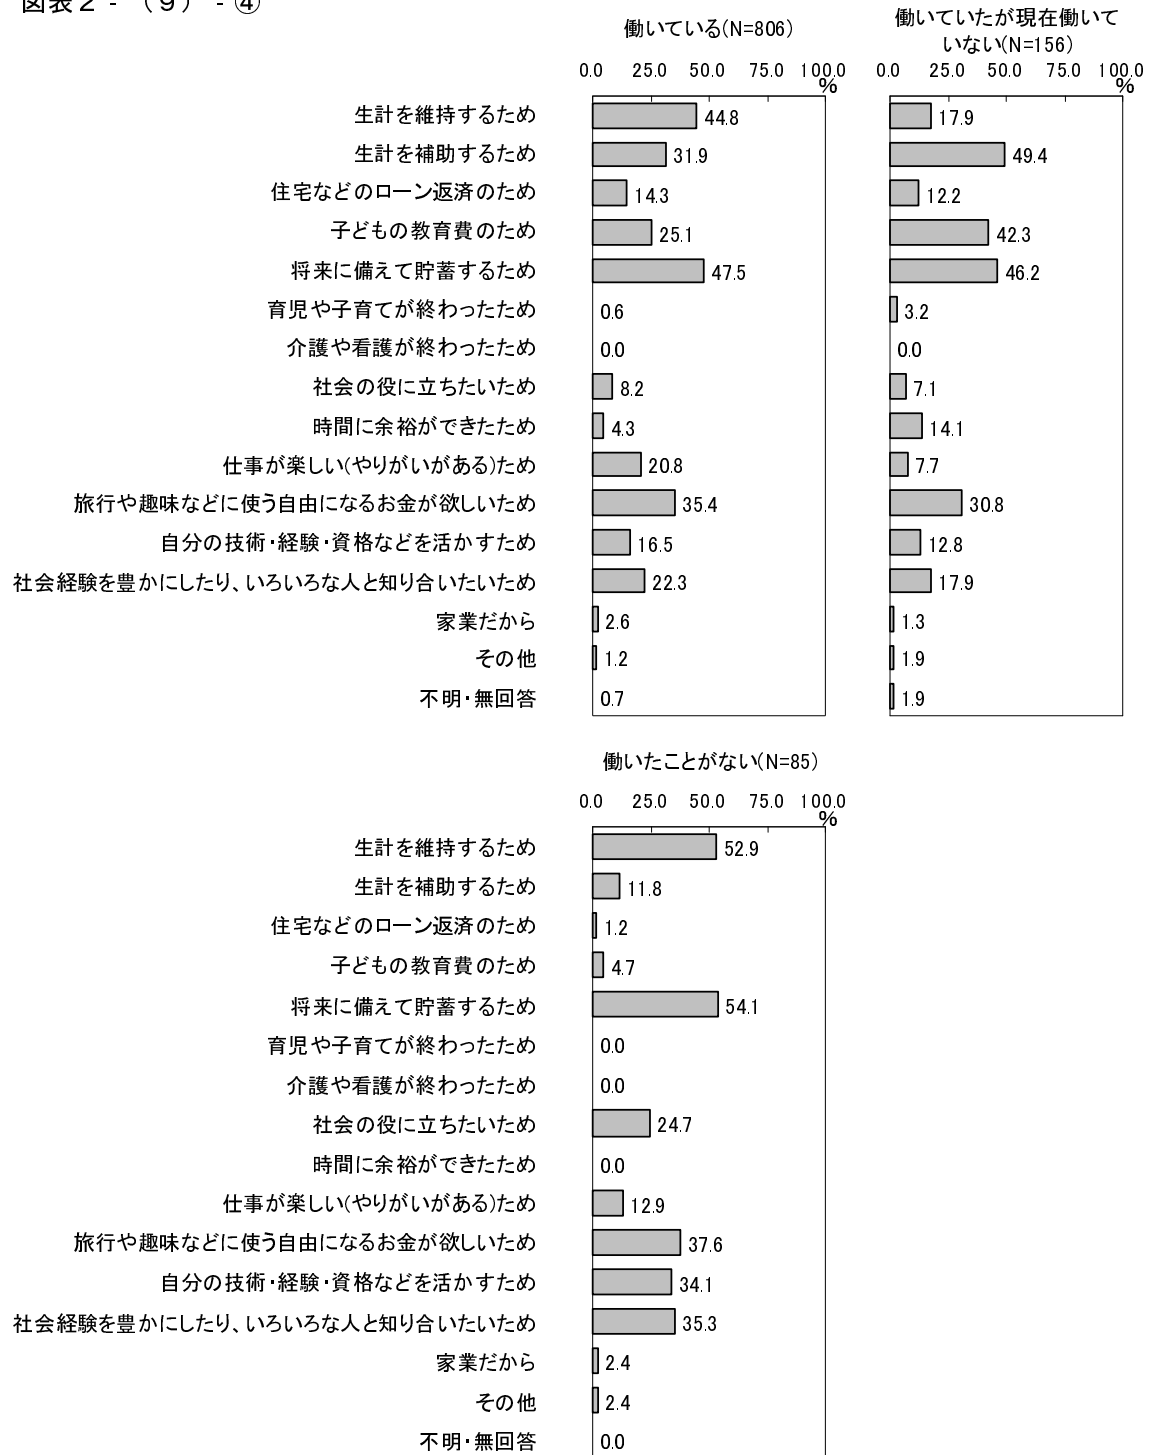 図表2-(9)-④
働いている(N=806)
0.0 25.0 50.0 75.0 100.0
%
生計を維持するため 44.8
生計を補助するため 31.9
住宅などのローン返済のため 14.3
子どもの教育費のため 25.1
将来に備えて貯蓄するため 47.5
育児や子育てが終わったため 0.6
介護や看護が終わったため 0.0
社会の役に立ちたいため 8.2
時間に余裕ができたため 4.3
仕事が楽しい(やりがいがある)ため 20.8
旅行や趣味などに使う自由になるお金が欲しいため 35.4
自分の技術・経験・資格などを活かすため 16.5
社会経験を豊かにしたり、いろいろな人と知り合いたいため 22.3
家業だから 2.6
その他 1.2
不明・無回答 0.7
働いていたが現在働いて
いない(N=156)
0.0 25.0 50.0 75.0 100.0
%
17.9
49.4
12.2
42.3
46.2
3.2
0.0
7.1
14.1
7.7
30.8
12.8
17.9
1.3
1.9
1.9
働いたことがない(N=85)
0.0 25.0 50.0 75.0 100.0
%
生計を維持するため 52.9
生計を補助するため 11.8
住宅などのローン返済のため 1.2
子どもの教育費のため 4.7
将来に備えて貯蓄するため 54.1
育児や子育てが終わったため 0.0
介護や看護が終わったため 0.0
社会の役に立ちたいため 24.7
時間に余裕ができたため 0.0
仕事が楽しい(やりがいがある)ため 12.9
旅行や趣味などに使う自由になるお金が欲しいため 37.6
自分の技術・経験・資格などを活かすため 34.1
社会経験を豊かにしたり、いろいろな人と知り合いたいため 35.3
家業だから 2.4
その他 2.4
不明・無回答 0.0